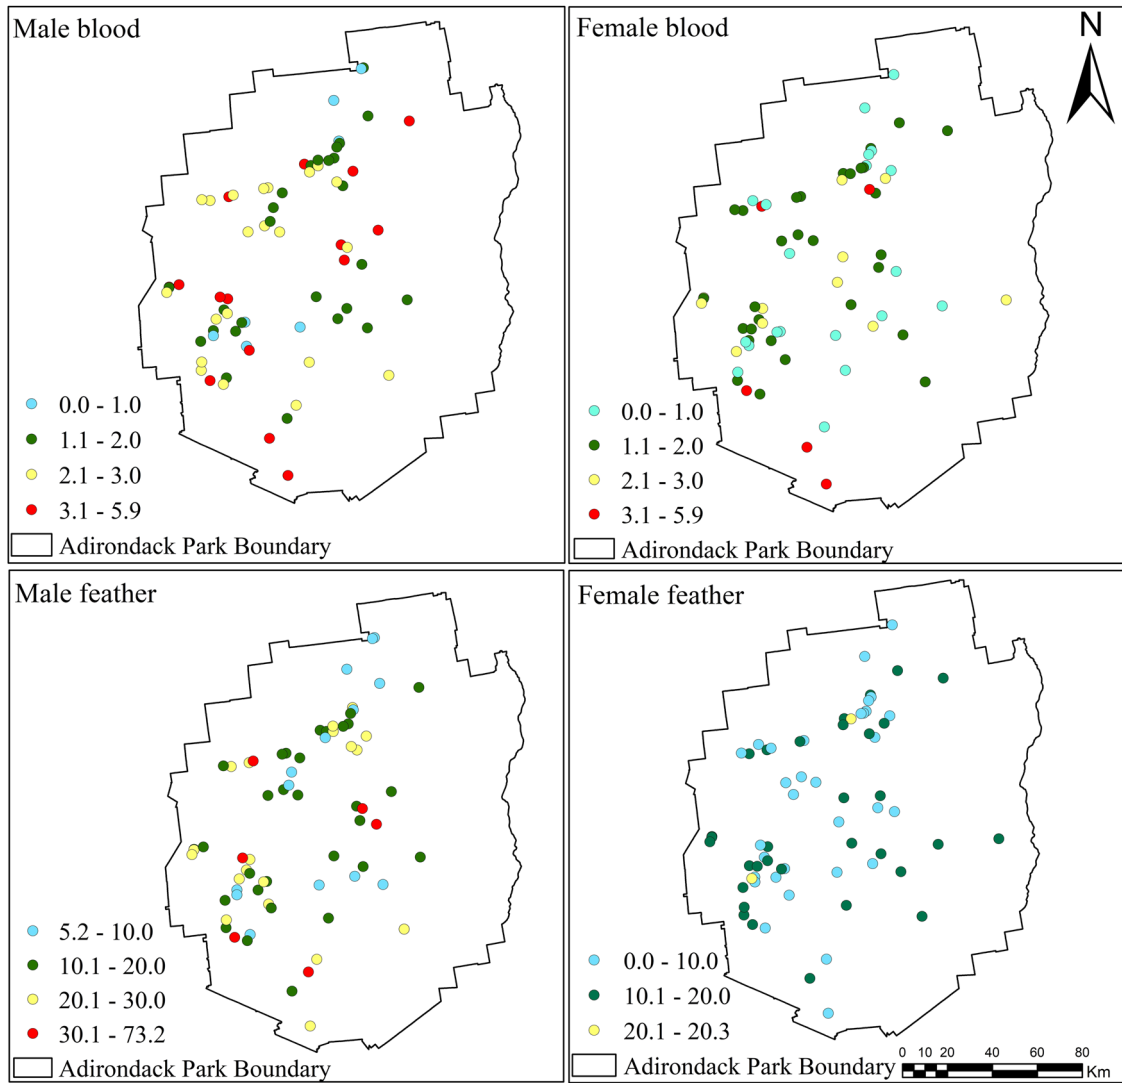 Male blood
0.0 - 1.0
1.1 - 2.0
2.1 - 3.0
3.1 - 5.9
Adirondack Park Boundary
Female blood
N
0.0 - 1.0
1.1 - 2.0
2.1 - 3.0
3.1 - 5.9
Adirondack Park Boundary
Male feather
5.2 - 10.0
10.1 - 20.0
20.1 - 30.0
30.1 - 73.2
Adirondack Park Boundary
Female feather
0.0 - 10.0
10.1 - 20.0
20.1 - 20.3
Adirondack Park Boundary
0 10 20 40 60 80
Km